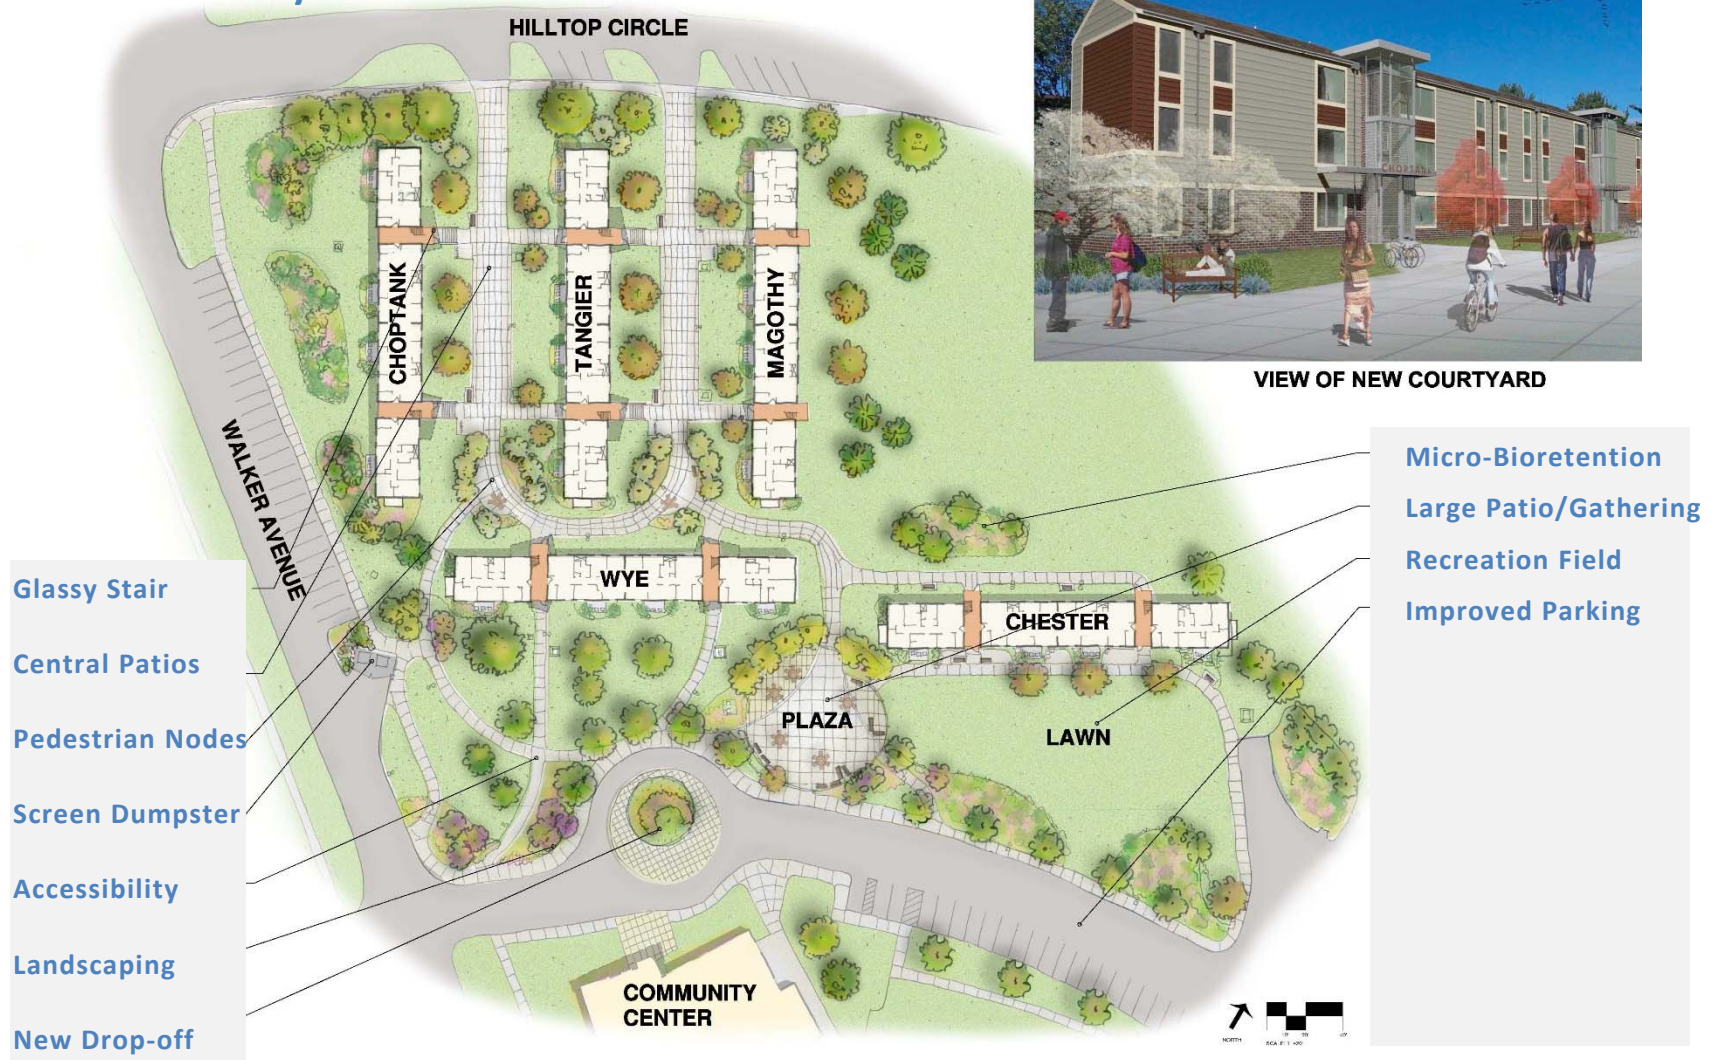 HILLTOP CIRCLE
CHOPTANK
VIEW OF NEW COURTYARD
CHOPTANK
TANGIER
MAGOTHY
WALKER AVENUE
WYE
CHESTER
PLAZA
LAWN
COMMUNITY
CENTER
Glassy Stair
Central Patios
Pedestrian Nodes
Screen Dumpster
Accessibility
Landscaping
New Drop-off
Micro-Bioretention
Large Patio/Gathering
Recreation Field
Improved Parking
NORTH